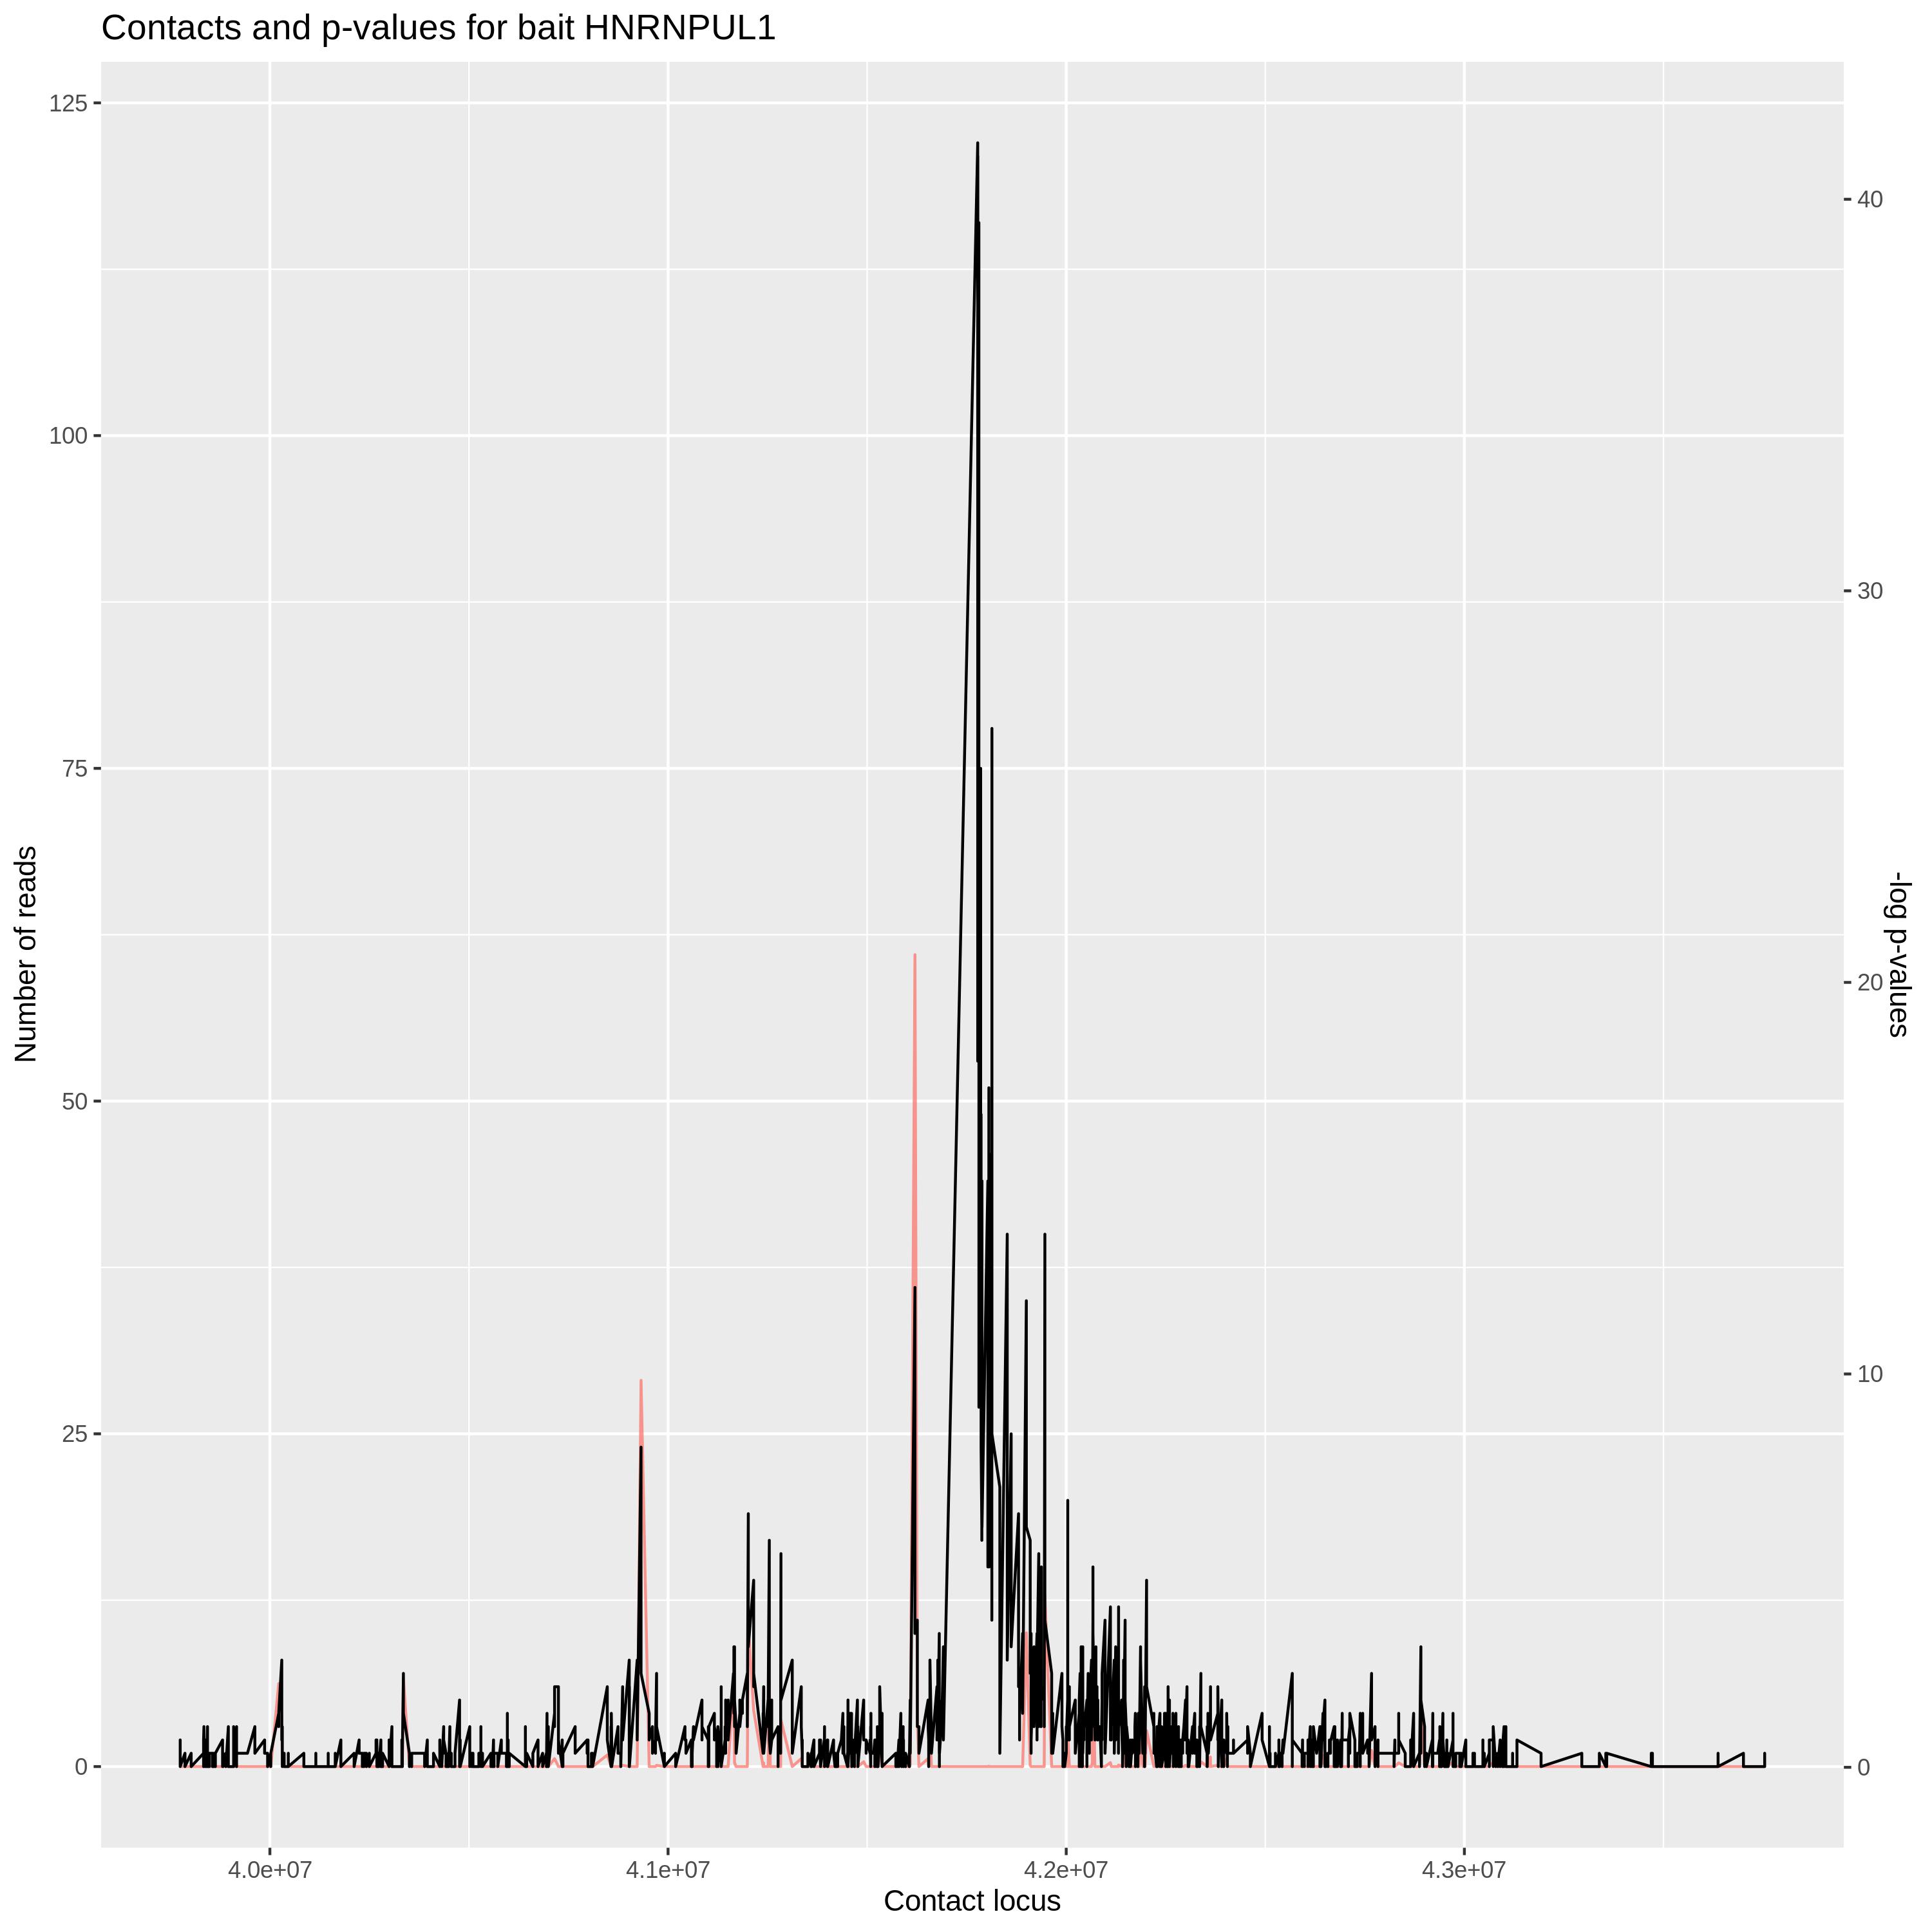 Contacts and p-values for bait HNRNPUL1
125
100
75
50
25
0
Number of reads
40
30
20
10
0
-log p-values
4.0e+07
4.1e+07
4.2e+07
4.3e+07
Contact locus